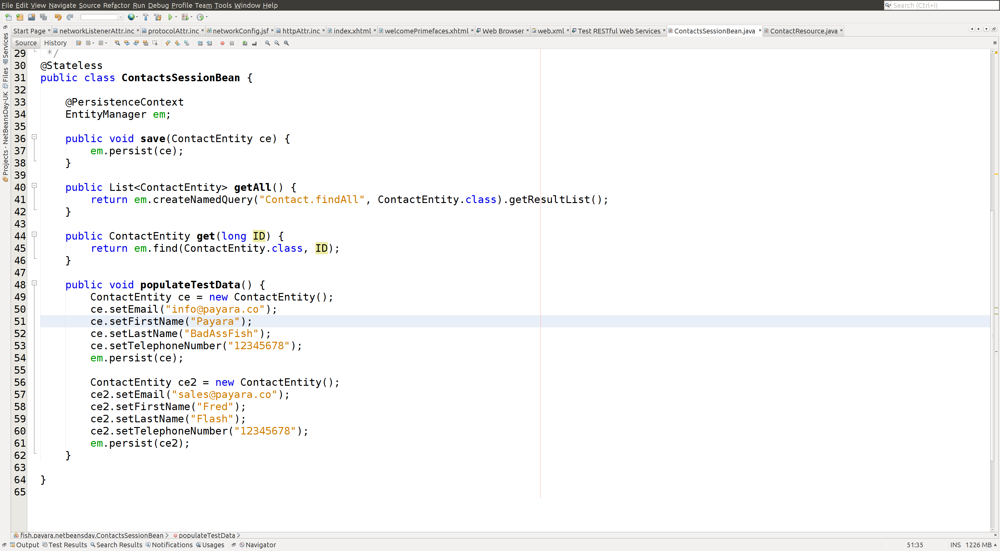 File Edit View Navigate Source Refactor Run Debug Profile Team Tools Window Help
Search (Ctrl+I)
Start Page networkListenerAttr.inc protocolAttr.inc networkConfig.jsf httpAttr.inc index.xhtml welcomePrimefaces.xhtml Web Browser web.xml Test RESTful Web Services ContactsSessionBean.java ContactResource.java
Source History
Services
Files
Projects - NetBeansDay-UK
29 */
30 @Stateless
31 public class ContactsSessionBean {
32
33 @PersistenceContext
34 EntityManager em;
35
36 public void save(ContactEntity ce) {
37 em.persist(ce);
38 }
39
40 public List<ContactEntity> getAll() {
41 return em.createNamedQuery("Contact.findAll", ContactEntity.class).getResultList();
42 }
43
44 public ContactEntity get(long ID) {
45 return em.find(ContactEntity.class, ID);
46 }
47
48 public void populateTestData() {
49 ContactEntity ce = new ContactEntity();
50 ce.setEmail("info@payara.co");
51 ce.setFirstName("Payara");
52 ce.setLastName("BadAssFish");
53 ce.setTelephoneNumber("12345678");
54 em.persist(ce);
55
56 ContactEntity ce2 = new ContactEntity();
57 ce2.setEmail("sales@payara.co");
58 ce2.setFirstName("Fred");
59 ce2.setLastName("Flash");
60 ce2.setTelephoneNumber("12345678");
61 em.persist(ce2);
62 }
63
64 }
65
fish.payara.netbeansday.ContactsSessionBean populateTestData
Output Test Results Search Results Notifications Usages Navigator
51:35 INS 1226 MB